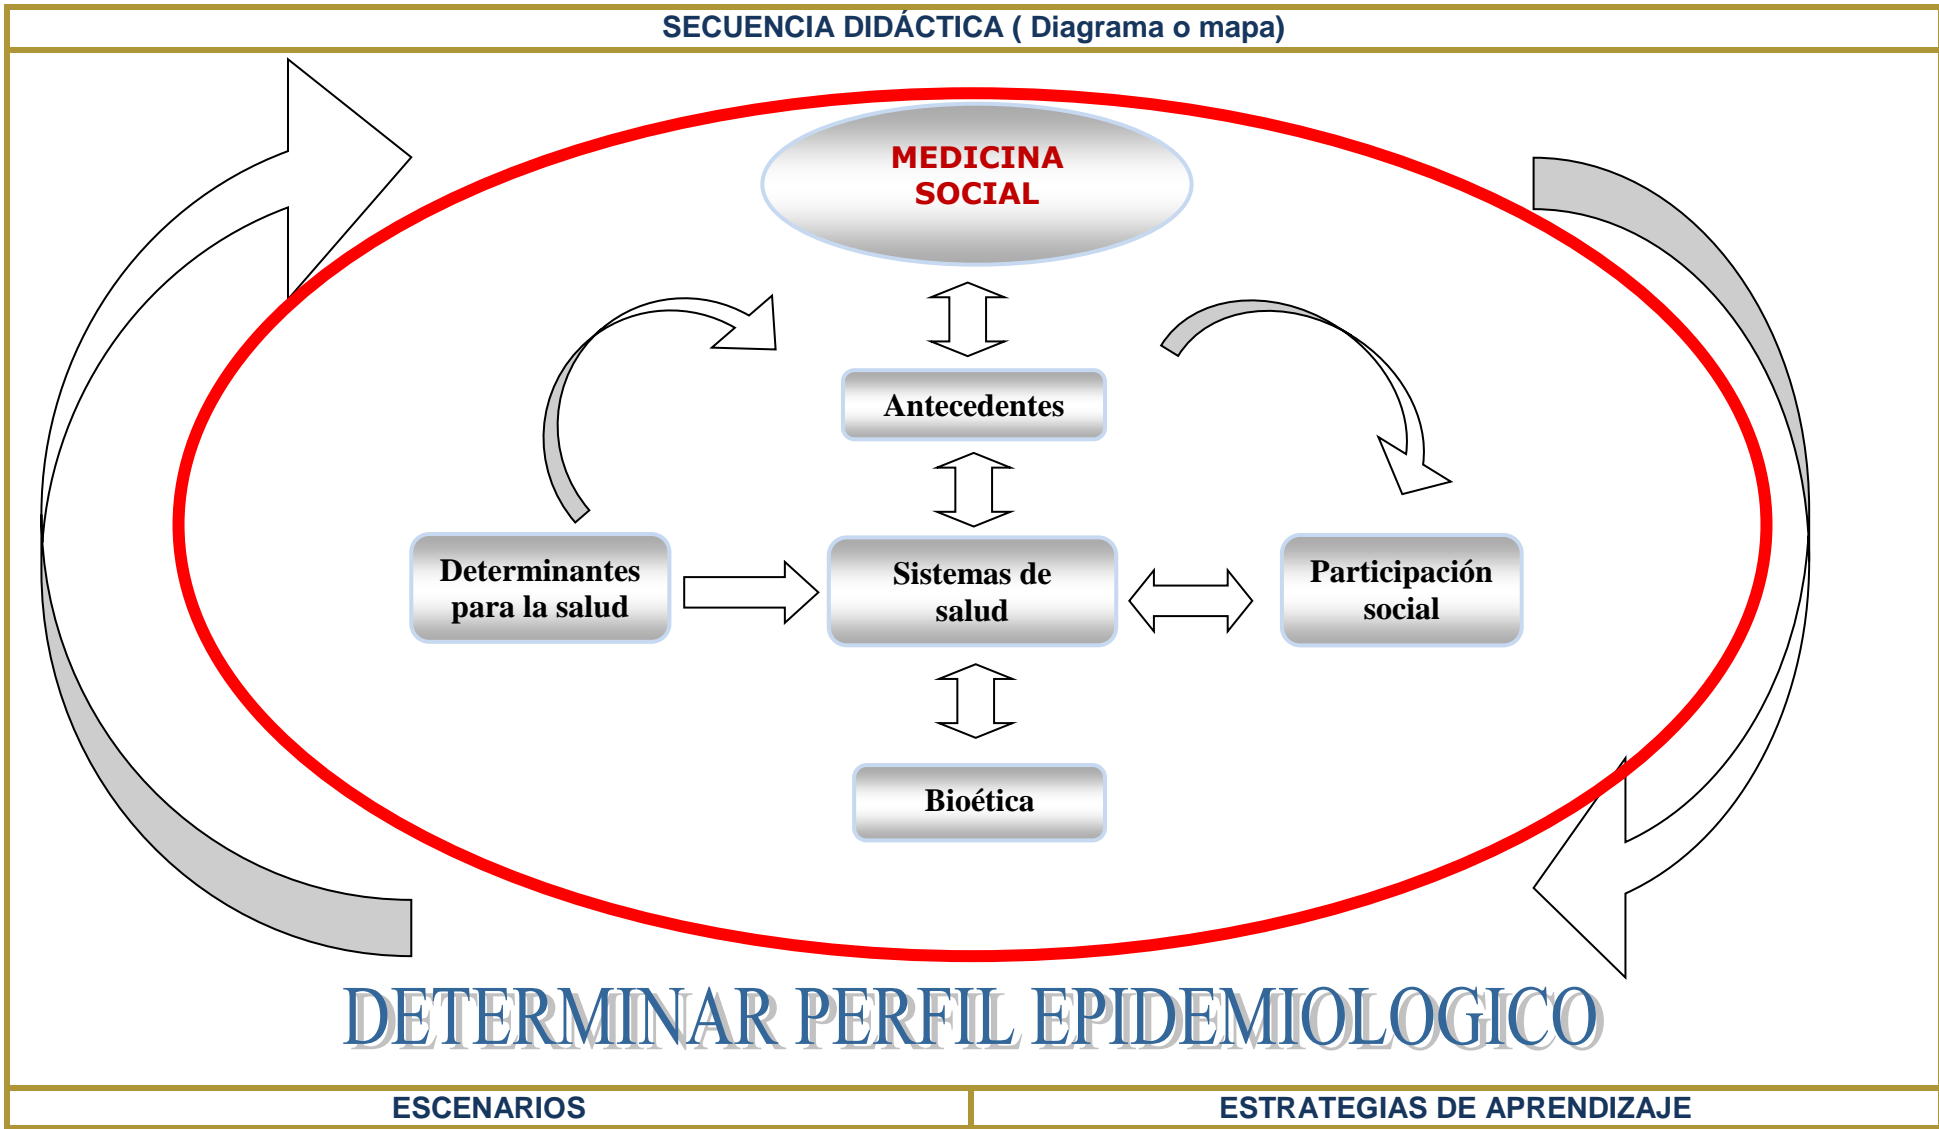 SECUENCIA DIDÁCTICA ( Diagrama o mapa)
MEDICINA
SOCIAL
Antecedentes
Determinantes
para la salud
Sistemas de
salud
Participación
social
Bioética
DETERMINAR PERFIL EPIDEMIOLOGICO
ESCENARIOS
ESTRATEGIAS DE APRENDIZAJE